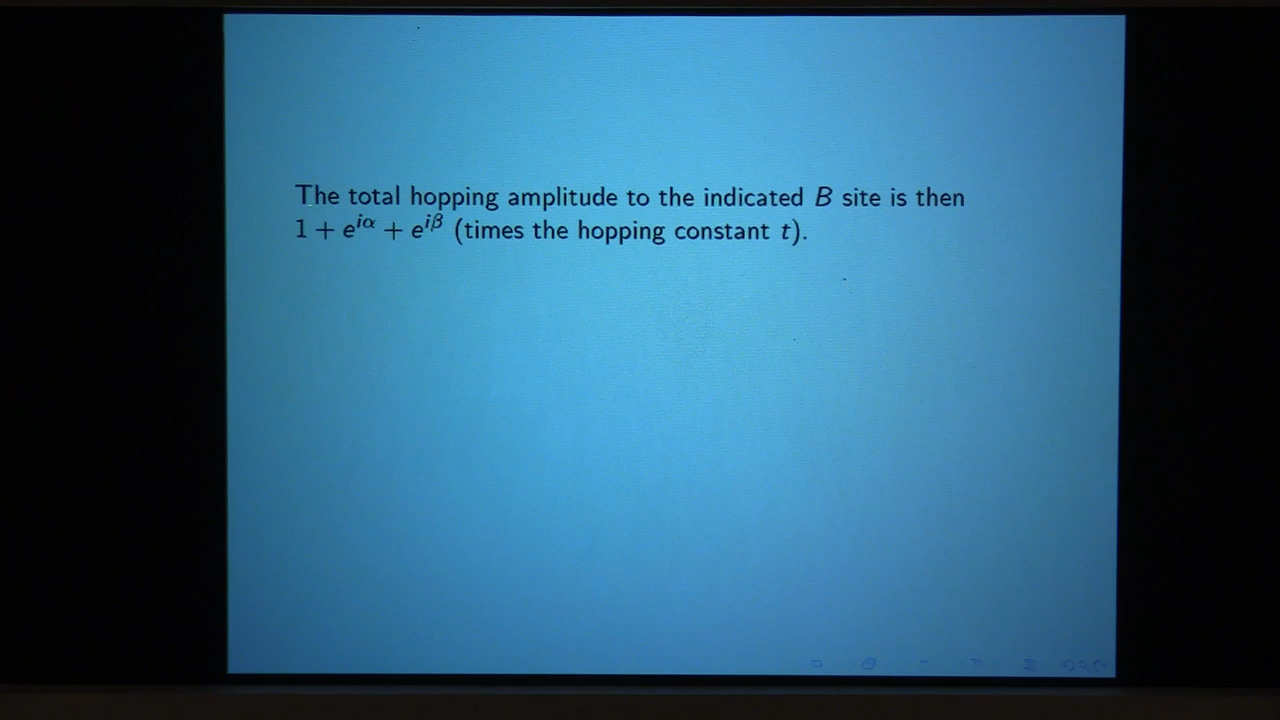 The total hopping amplitude to the indicated B site is then
1 + e^{iα} + e^{iβ} (times the hopping constant t).